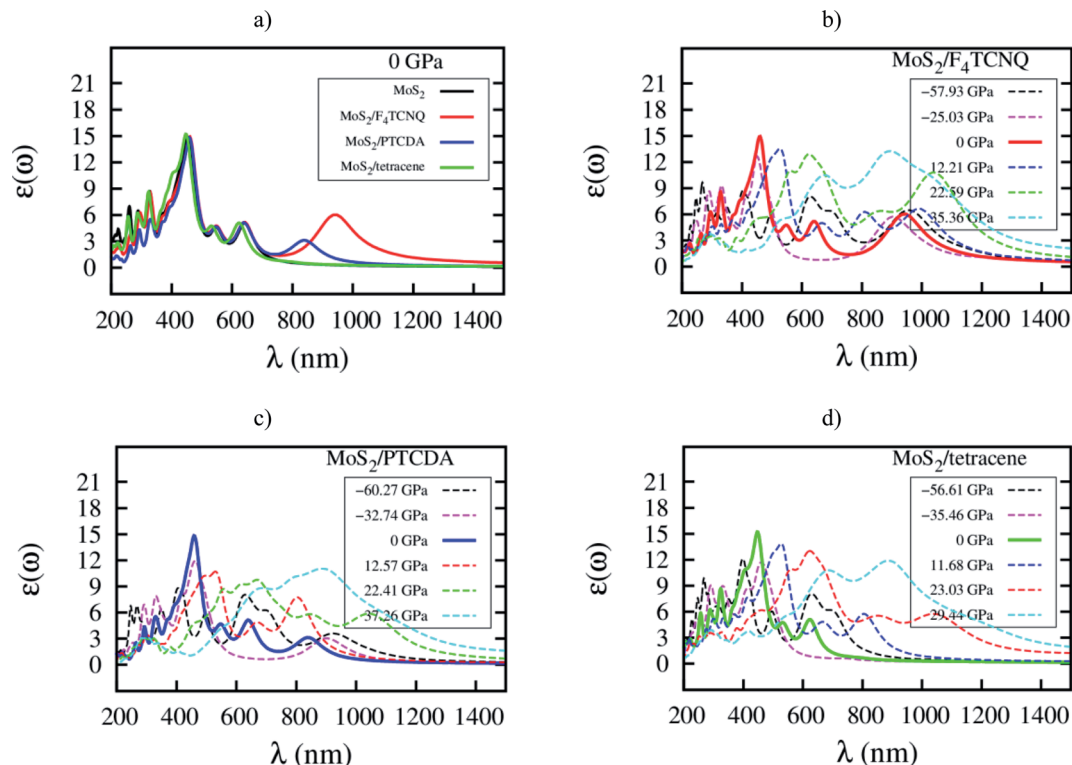 a)
0 GPa
MoS2
MoS2/F4TCNQ
MoS2/PTCDA
MoS2/tetracene
21
18
15
12
9
6
3
0
ε(ω)
200 400 600 800 1000 1200 1400
λ (nm)
b)
MoS2/F4TCNQ
−57.93 GPa
−25.03 GPa
0 GPa
12.21 GPa
22.59 GPa
35.36 GPa
21
18
15
12
9
6
3
0
ε(ω)
200 400 600 800 1000 1200 1400
λ (nm)
c)
MoS2/PTCDA
−60.27 GPa
−32.74 GPa
0 GPa
12.57 GPa
22.41 GPa
37.26 GPa
21
18
15
12
9
6
3
0
ε(ω)
200 400 600 800 1000 1200 1400
λ (nm)
d)
MoS2/tetracene
−56.61 GPa
−35.46 GPa
0 GPa
11.68 GPa
23.03 GPa
29.44 GPa
21
18
15
12
9
6
3
0
ε(ω)
200 400 600 800 1000 1200 1400
λ (nm)